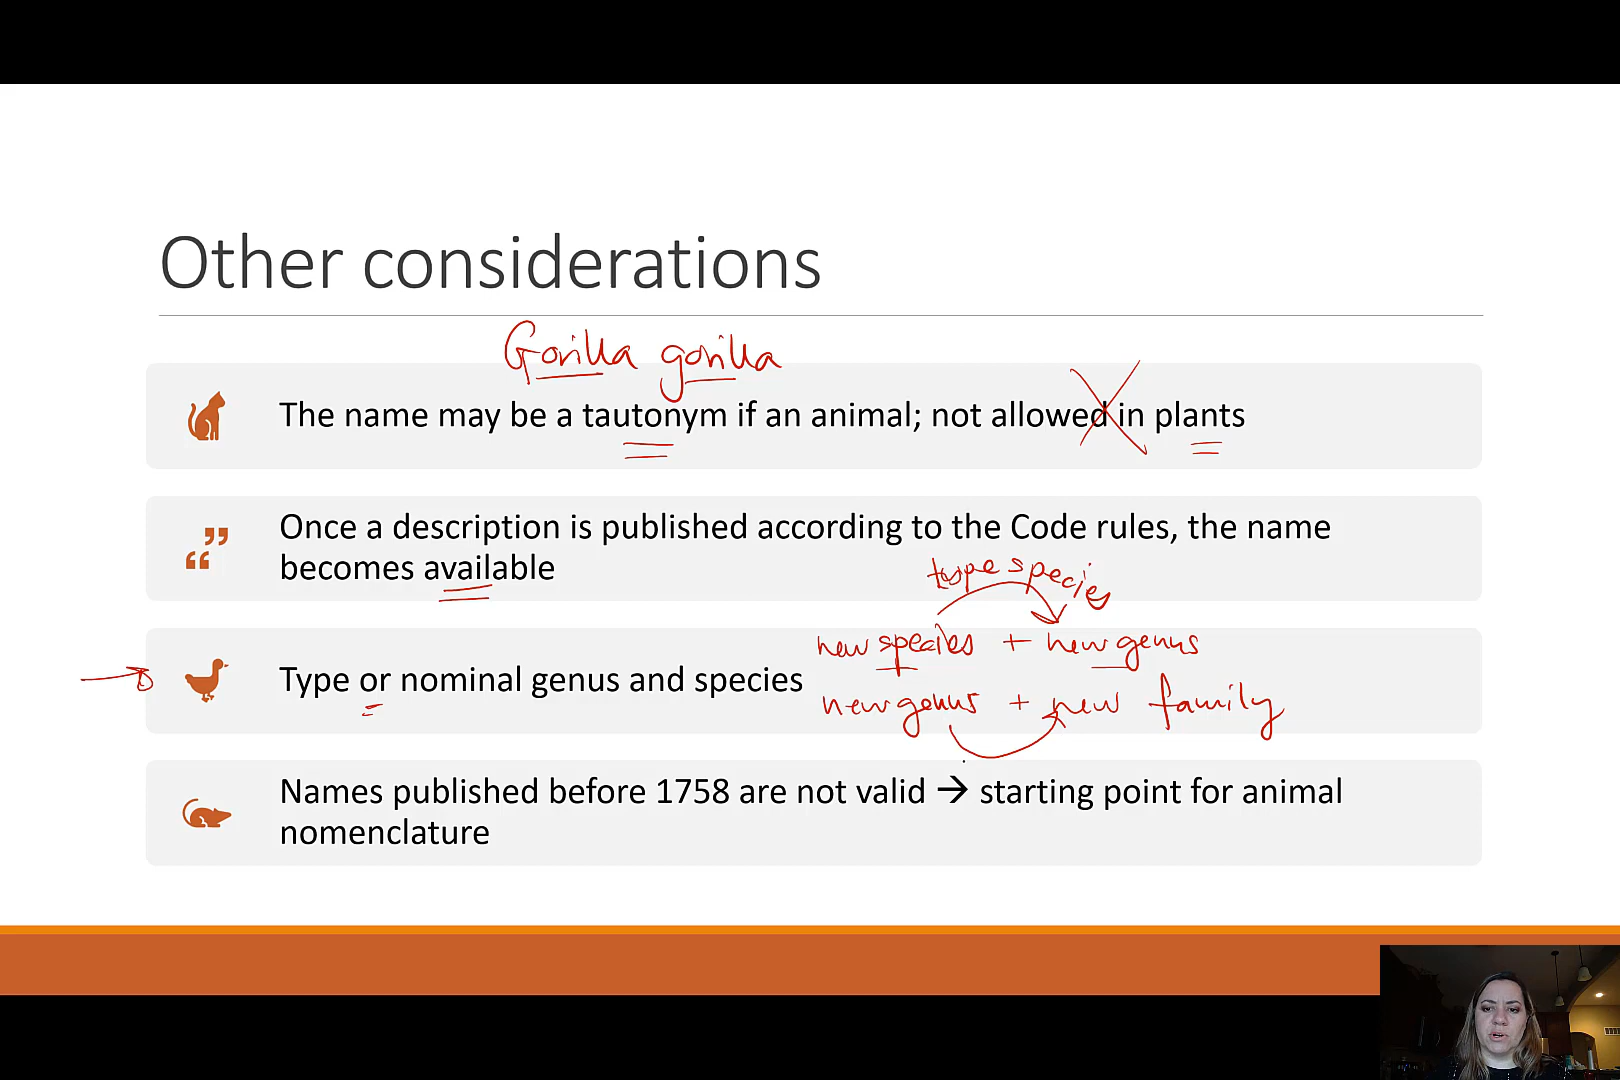 Other considerations
Gorilla gorilla
The name may be a tautonym if an animal; not allowed in plants
Once a description is published according to the Code rules, the name
becomes available
type species
new species + new genus
Type or nominal genus and species
new genus + new family
Names published before 1758 are not valid → starting point for animal
nomenclature